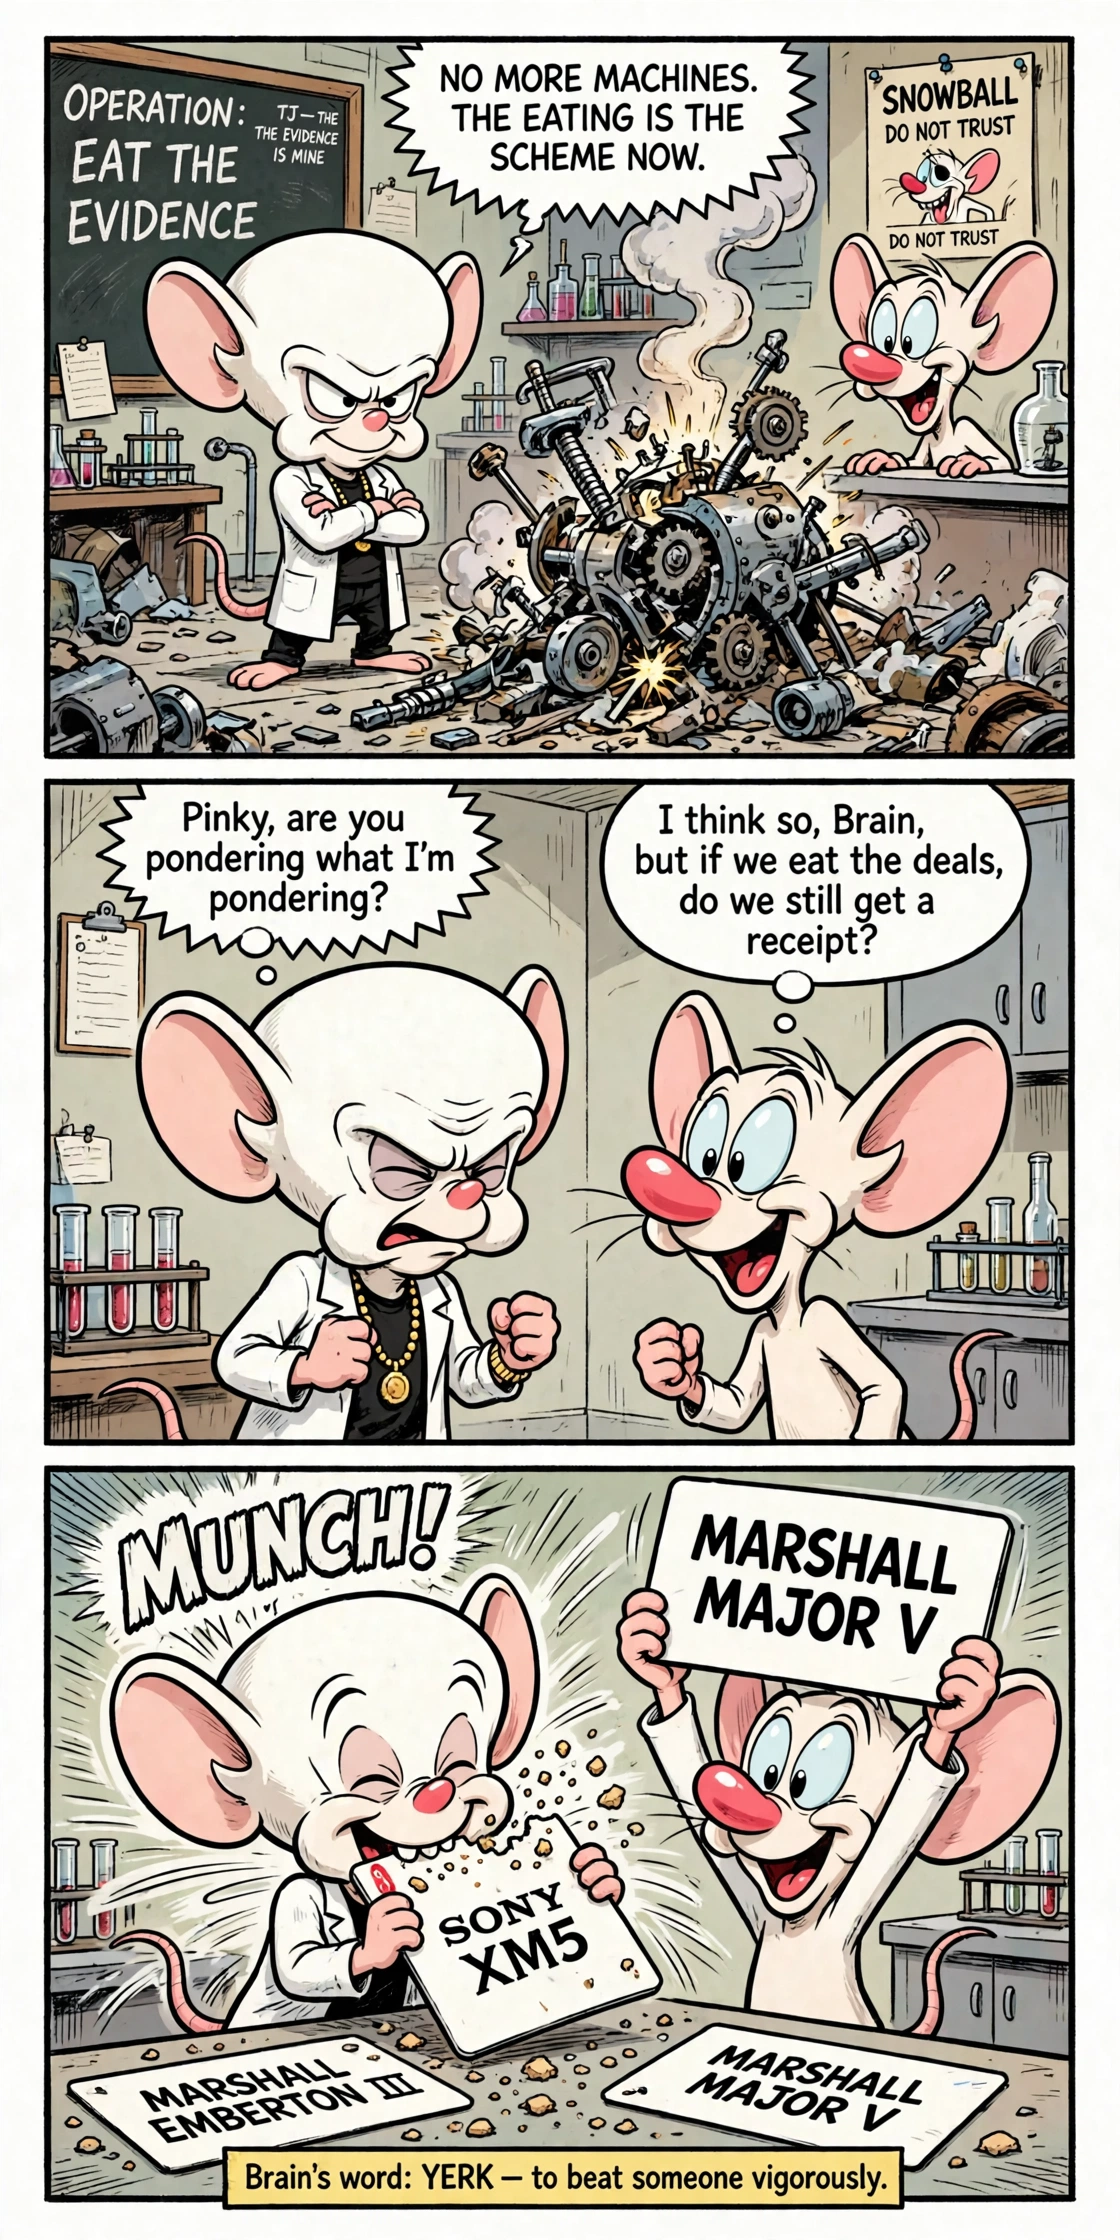 OPERATION:
EAT THE
EVIDENCE
TJ—THE
THE EVIDENCE
IS MINE
NO MORE MACHINES.
THE EATING IS THE
SCHEME NOW.
SNOWBALL
DO NOT TRUST
DO NOT TRUST
Pinky, are you
pondering what I'm
pondering?
I think so, Brain,
but if we eat the deals,
do we still get a
receipt?
MUNCH!
MARSHALL
MAJOR V
SONY
XM5
MARSHALL
EMBERTON III
MARSHALL
MAJOR V
Brain's word: YERK — to beat someone vigorously.